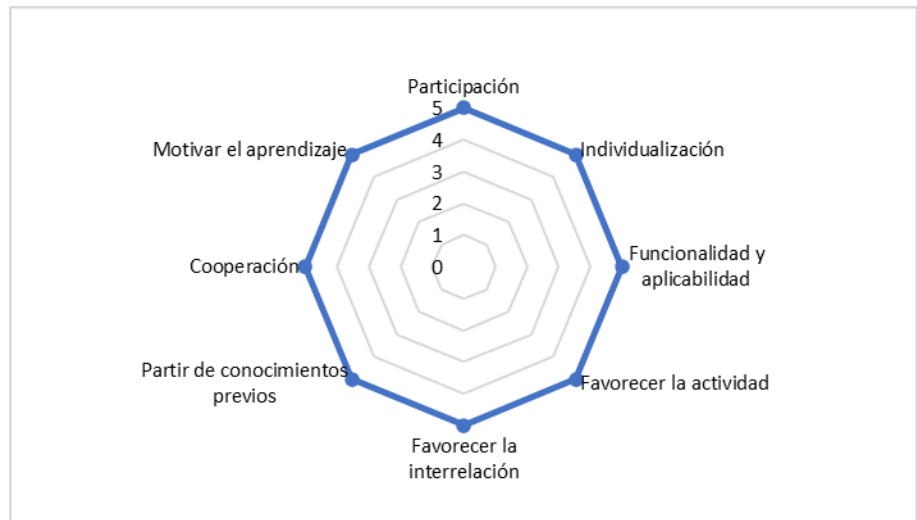 Participación
5
4
3
2
1
0
Motivar el aprendizaje
Individualización
Cooperación
Funcionalidad y
aplicabilidad
Partir de conocimientos
previos
Favorecer la actividad
Favorecer la
interrelación